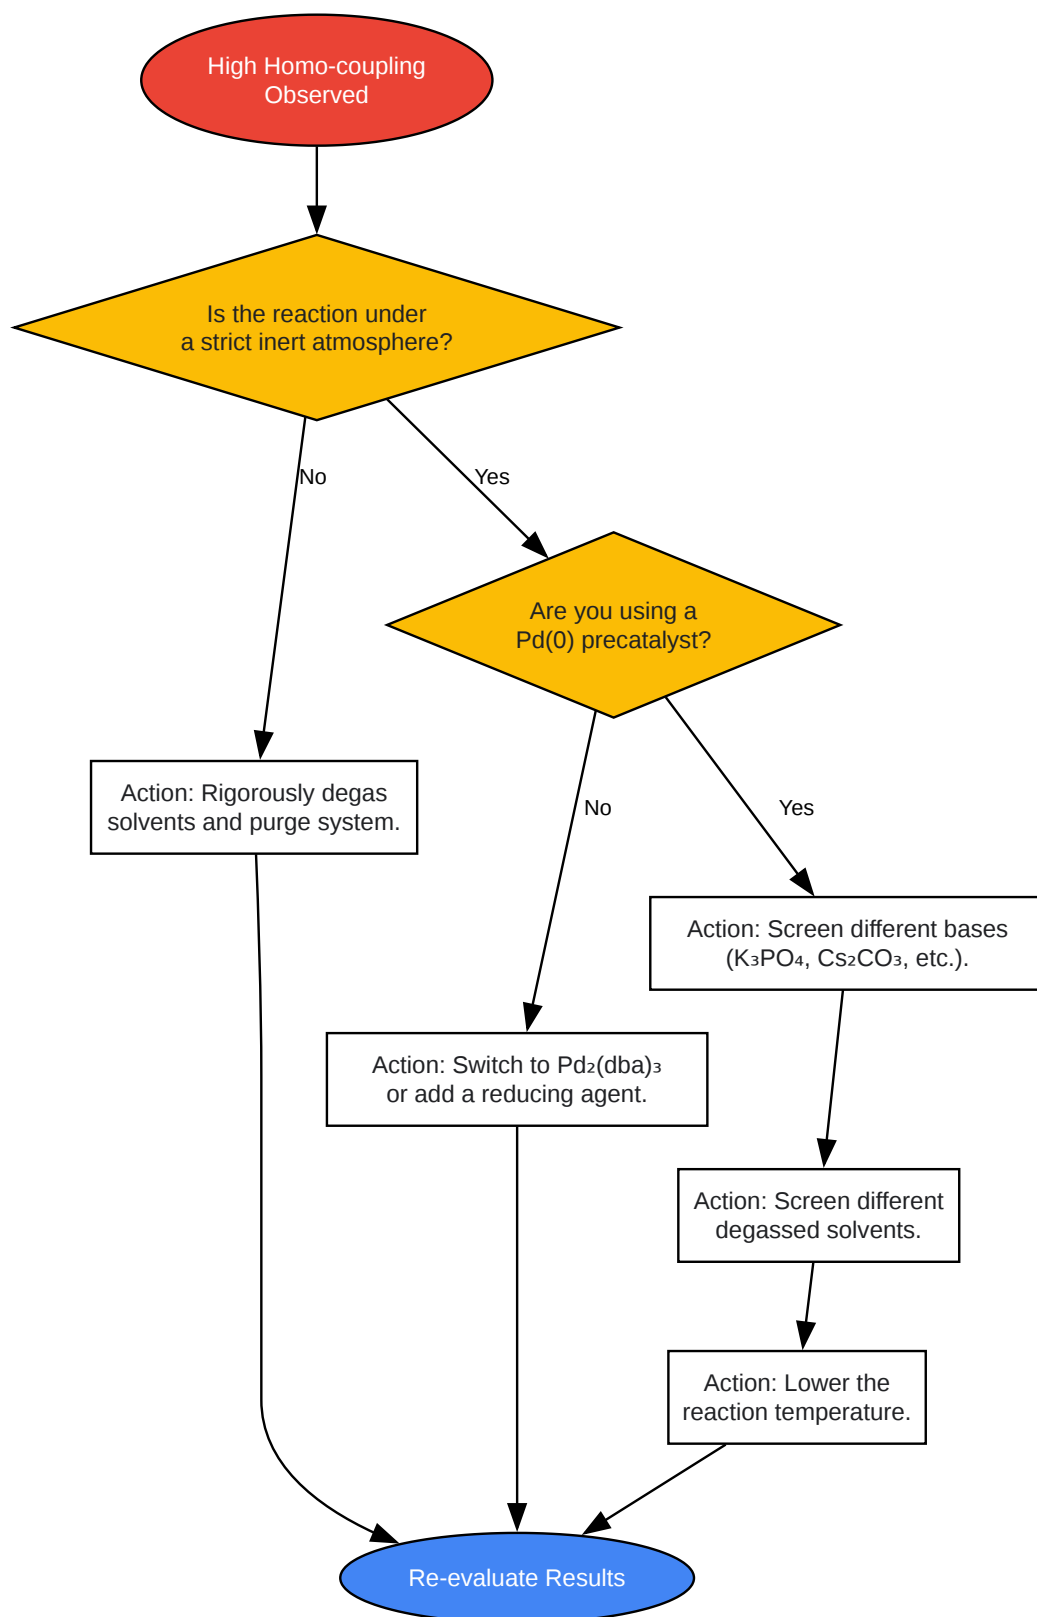 High Homo-coupling
Observed
Is the reaction under
a strict inert atmosphere?
No
Yes
Are you using a
Pd(0) precatalyst?
Action: Rigorously degas
solvents and purge system.
No
Yes
Action: Screen different bases
(K₃PO₄, Cs₂CO₃, etc.).
Action: Switch to Pd₂(dba)₃
or add a reducing agent.
Action: Screen different
degassed solvents.
Action: Lower the
reaction temperature.
Re-evaluate Results